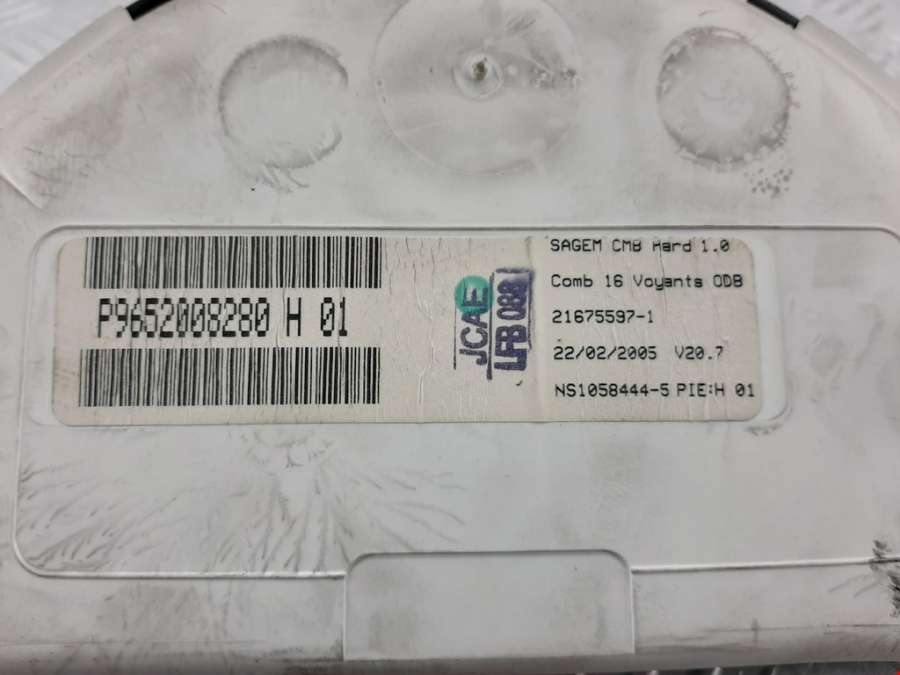 P9652008280 H 01
JCAE
LFB 088
SAGEM CMB Hard 1.0
Comb 16 Voyants ODB
21675597-1
22/02/2005 V20.7
NS1058444-5 PIE:H 01